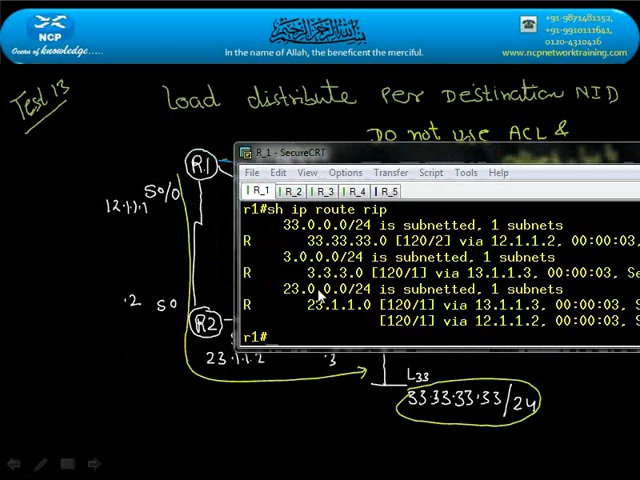 NCP
Ocean of knowledge.....
بسم الله الرحمن الرحيم
In the name of Allah, the beneficent the merciful.
+91-9871481152,
+91-9910111641,
0120-4310416
www.ncpnetworktraining.com
Test 13
Load distribute Per Destination NID
Do not use ACL &
R1
S0/0
12.1.1.1
.2 S0
R2
23.1.1.2 .3
L33
33.33.33.33/24
R_1 - SecureCRT
File Edit View Options Transfer Script Tools Help
R_1 R_2 R_3 R_4 R_5
r1#sh ip route rip
33.0.0.0/24 is subnetted, 1 subnets
R 33.33.33.0 [120/2] via 12.1.1.2, 00:00:03,
3.0.0.0/24 is subnetted, 1 subnets
R 3.3.3.0 [120/1] via 13.1.1.3, 00:00:03, Se
23.0.0.0/24 is subnetted, 1 subnets
R 23.1.1.0 [120/1] via 13.1.1.3, 00:00:03, S
[120/1] via 12.1.1.2, 00:00:03, S
r1#